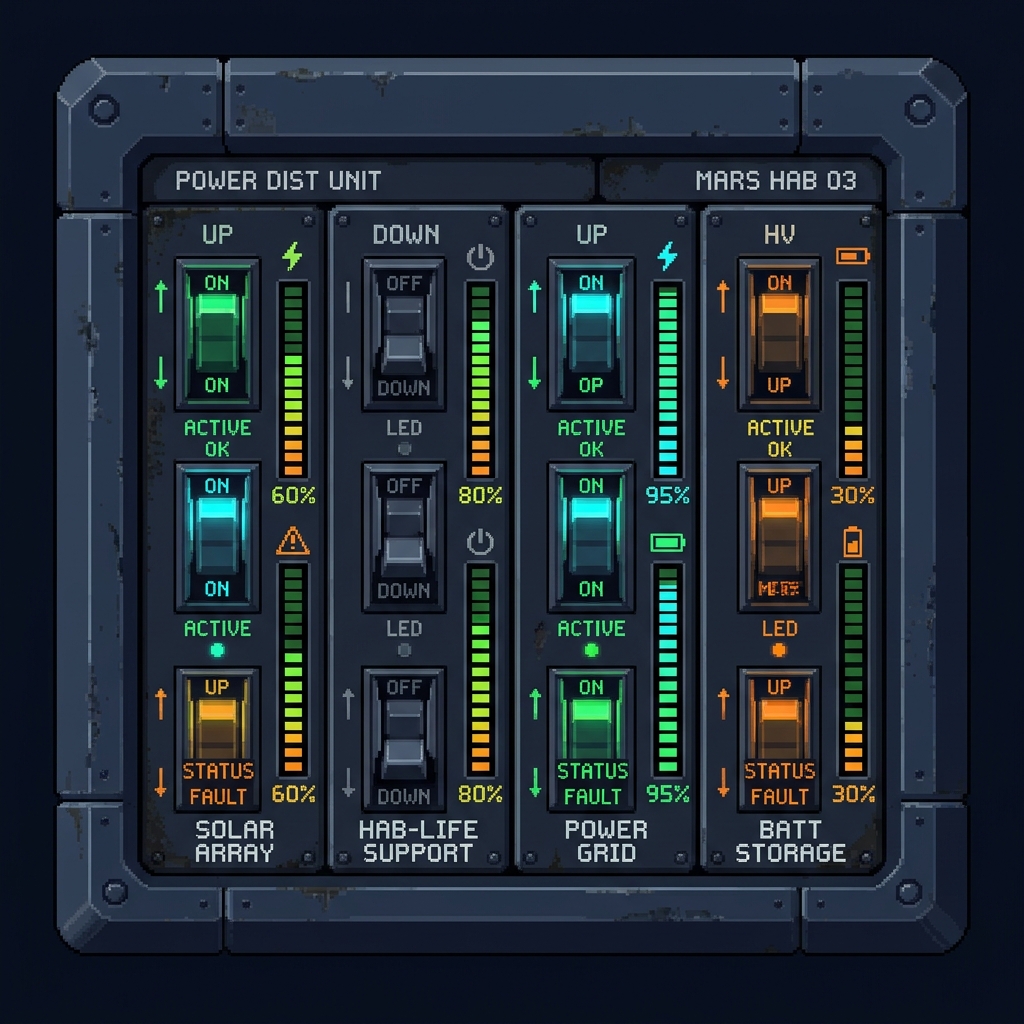 POWER DIST UNIT
MARS HAB 03
UP
ON
ON
ACTIVE
OK
60%
ON
ON
ACTIVE
UP
STATUS
FAULT
60%
SOLAR
ARRAY
DOWN
OFF
DOWN
LED
80%
OFF
DOWN
LED
OFF
DOWN
80%
HAB-LIFE
SUPPORT
UP
ON
OP
ACTIVE
OK
95%
ON
ON
ACTIVE
ON
STATUS
FAULT
95%
POWER
GRID
HV
ON
UP
ACTIVE
OK
30%
UP
LED
UP
STATUS
FAULT
30%
BATT
STORAGE